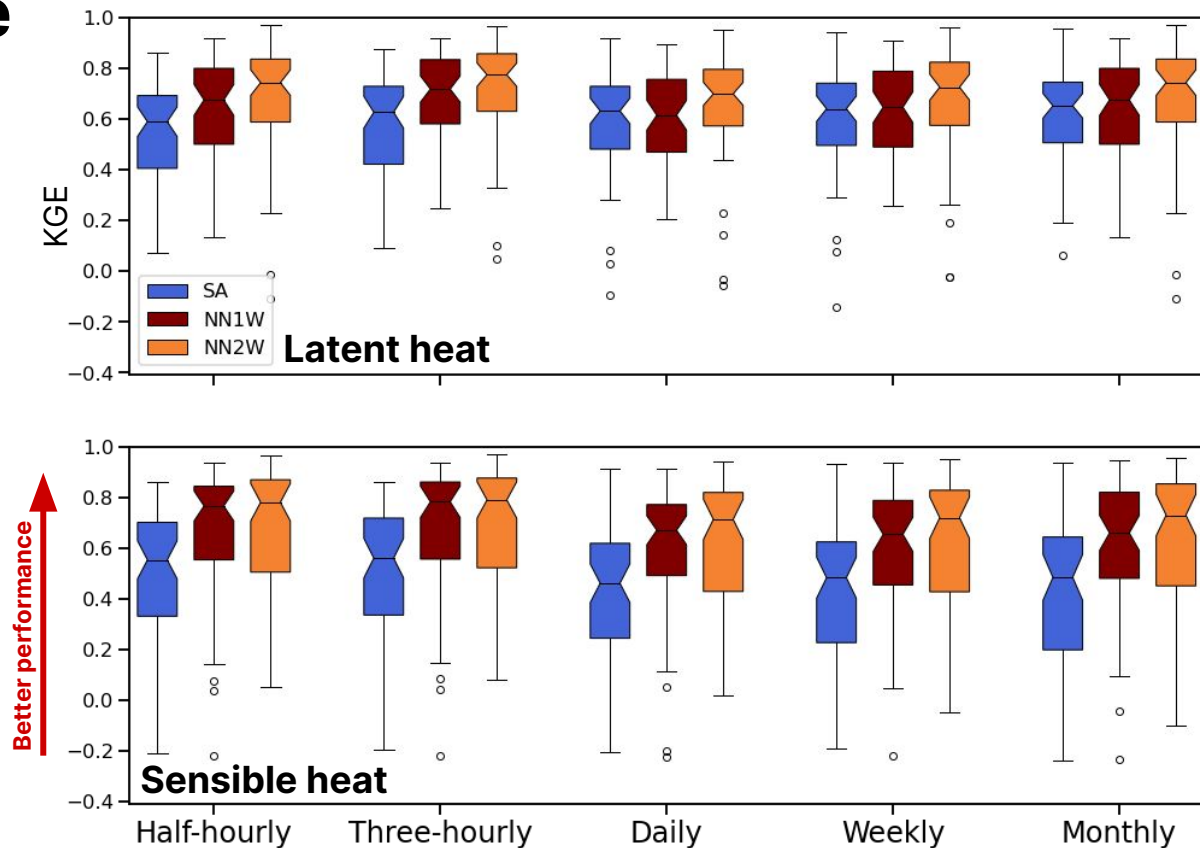 e
1.0
0.8
0.6
0.4
0.2
0.0
−0.2
−0.4
KGE
SA
NN1W
NN2W
Latent heat
1.0
0.8
0.6
0.4
0.2
0.0
−0.2
−0.4
Better performance
Sensible heat
Half-hourly Three-hourly Daily Weekly Monthly